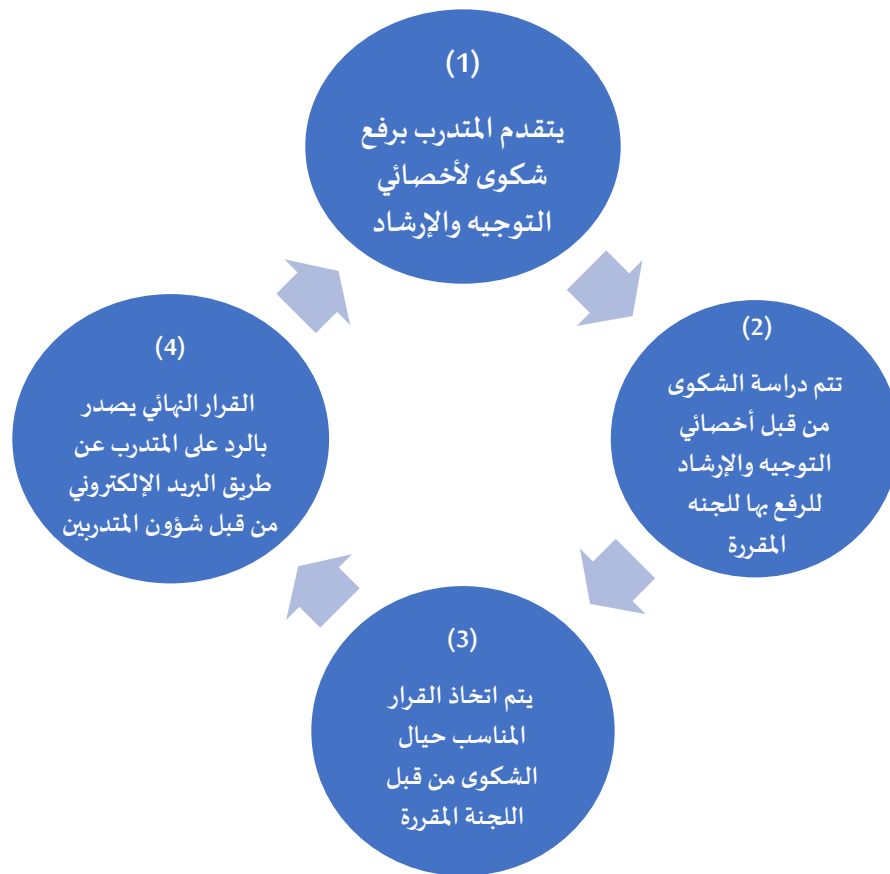 (1)
يتقدم المتدرب برفع
شكوى لأخصائي
التوجيه والإرشاد
(2)
تتم دراسة الشكوى
من قبل أخصائي
التوجيه والإرشاد
للرفع بها للجنه
المقررة
(3)
يتم اتخاذ القرار
المناسب حيال
الشكوى من قبل
اللجنة المقررة
(4)
القرار النهائي يصدر
بالرد على المتدرب عن
طريق البريد الإلكتروني
من قبل شؤون المتدربين